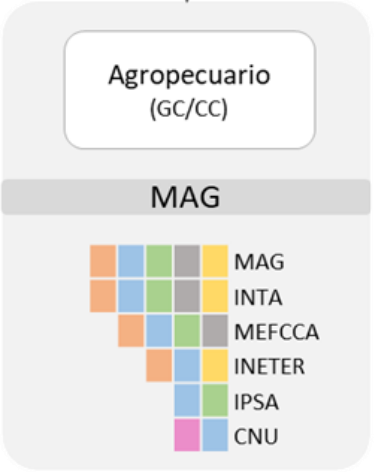 Agropecuario
(GC/CC)
MAG
MAG
INTA
MEFCCA
INETER
IPSA
CNU